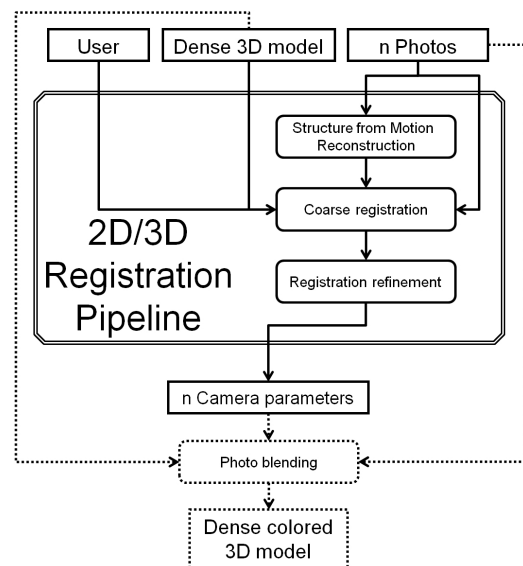 User
Dense 3D model
n Photos
Structure from Motion
Reconstruction
Coarse registration
2D/3D
Registration
Pipeline
Registration refinement
n Camera parameters
Photo blending
Dense colored
3D model